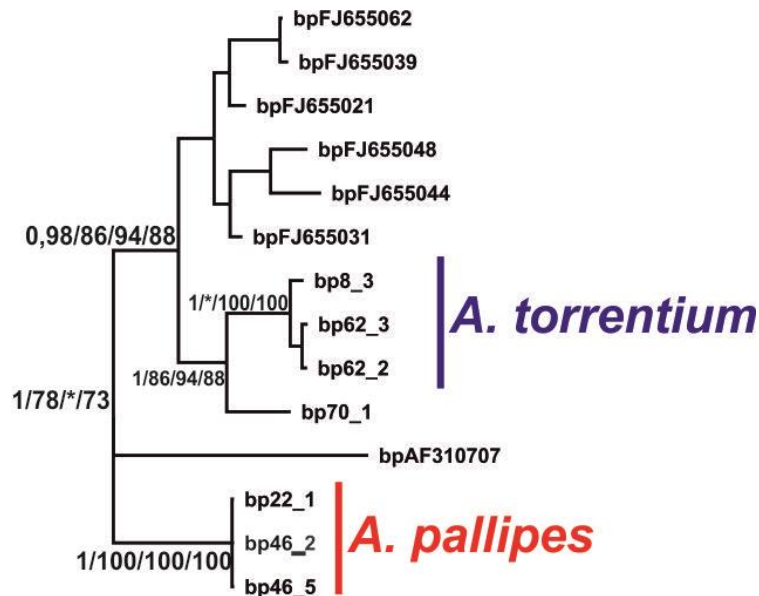 bpFJ655062
bpFJ655039
bpFJ655021
bpFJ655048
bpFJ655044
0,98/86/94/88
bpFJ655031
bp8_3
1/*/100/100
bp62_3
A. torrentium
bp62_2
1/86/94/88
1/78/*/73
bp70_1
bpAF310707
bp22_1
bp46_2
A. pallipes
1/100/100/100
bp46_5